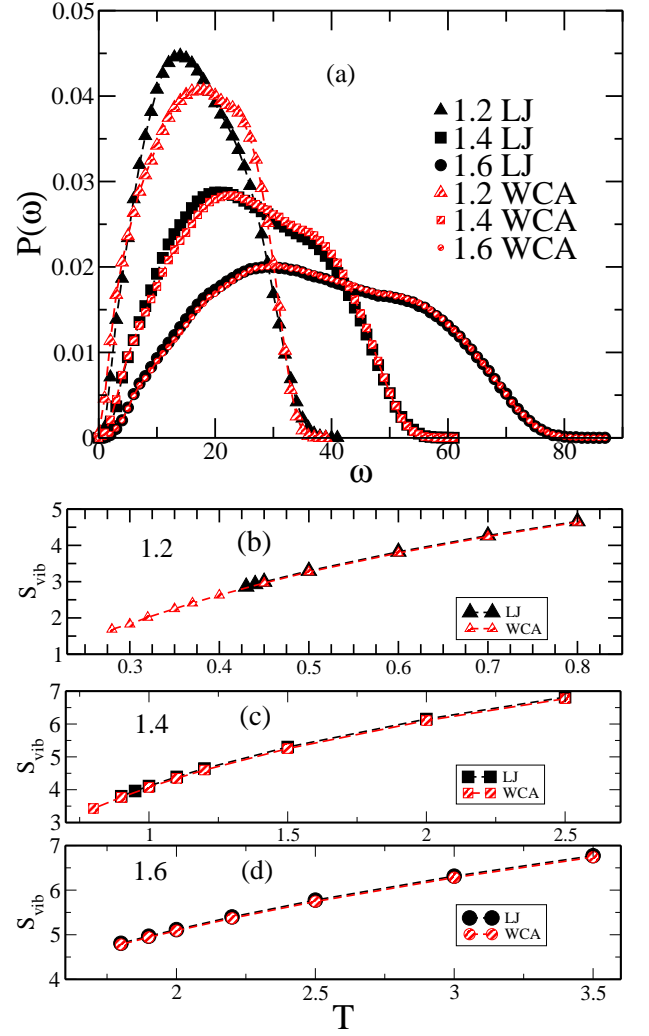 0.05
(a)
0.04
1.2 LJ
1.4 LJ
1.6 LJ
1.2 WCA
1.4 WCA
1.6 WCA
0.03
P(ω)
0.02
0.01
0
0 20 40 60 80
ω
5
4
3
2
1
S_vib
1.2
(b)
LJ
WCA
0.3 0.4 0.5 0.6 0.7 0.8
7
6
5
4
3
S_vib
1.4
(c)
LJ
WCA
1 1.5 2 2.5
7
6
5
4
S_vib
1.6
(d)
LJ
WCA
2 2.5 3 3.5
T